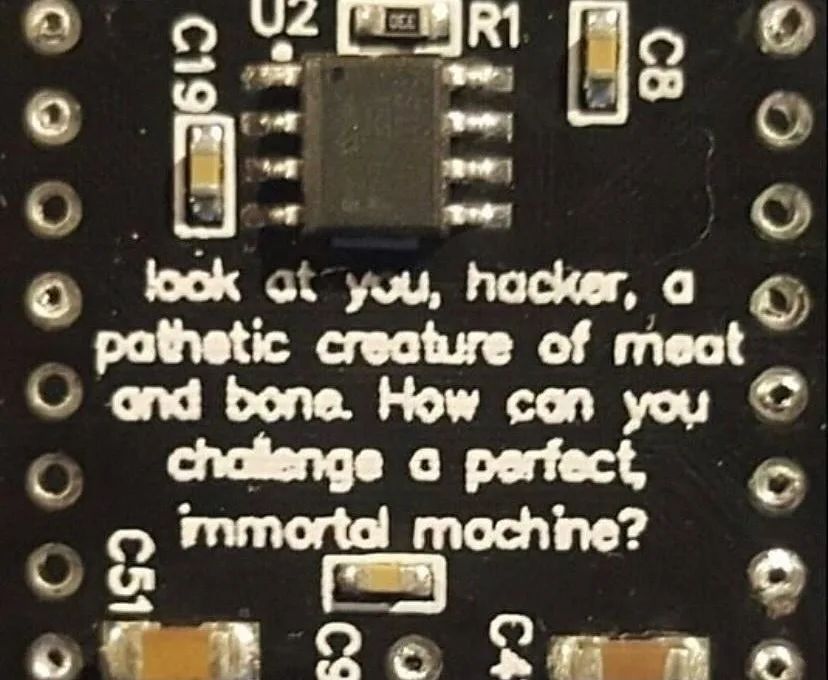 U2
R1
C19
C8
look at you, hacker, a
pathetic creature of meat
and bone. How can you
challenge a perfect,
immortal machine?
C51
C9
C4